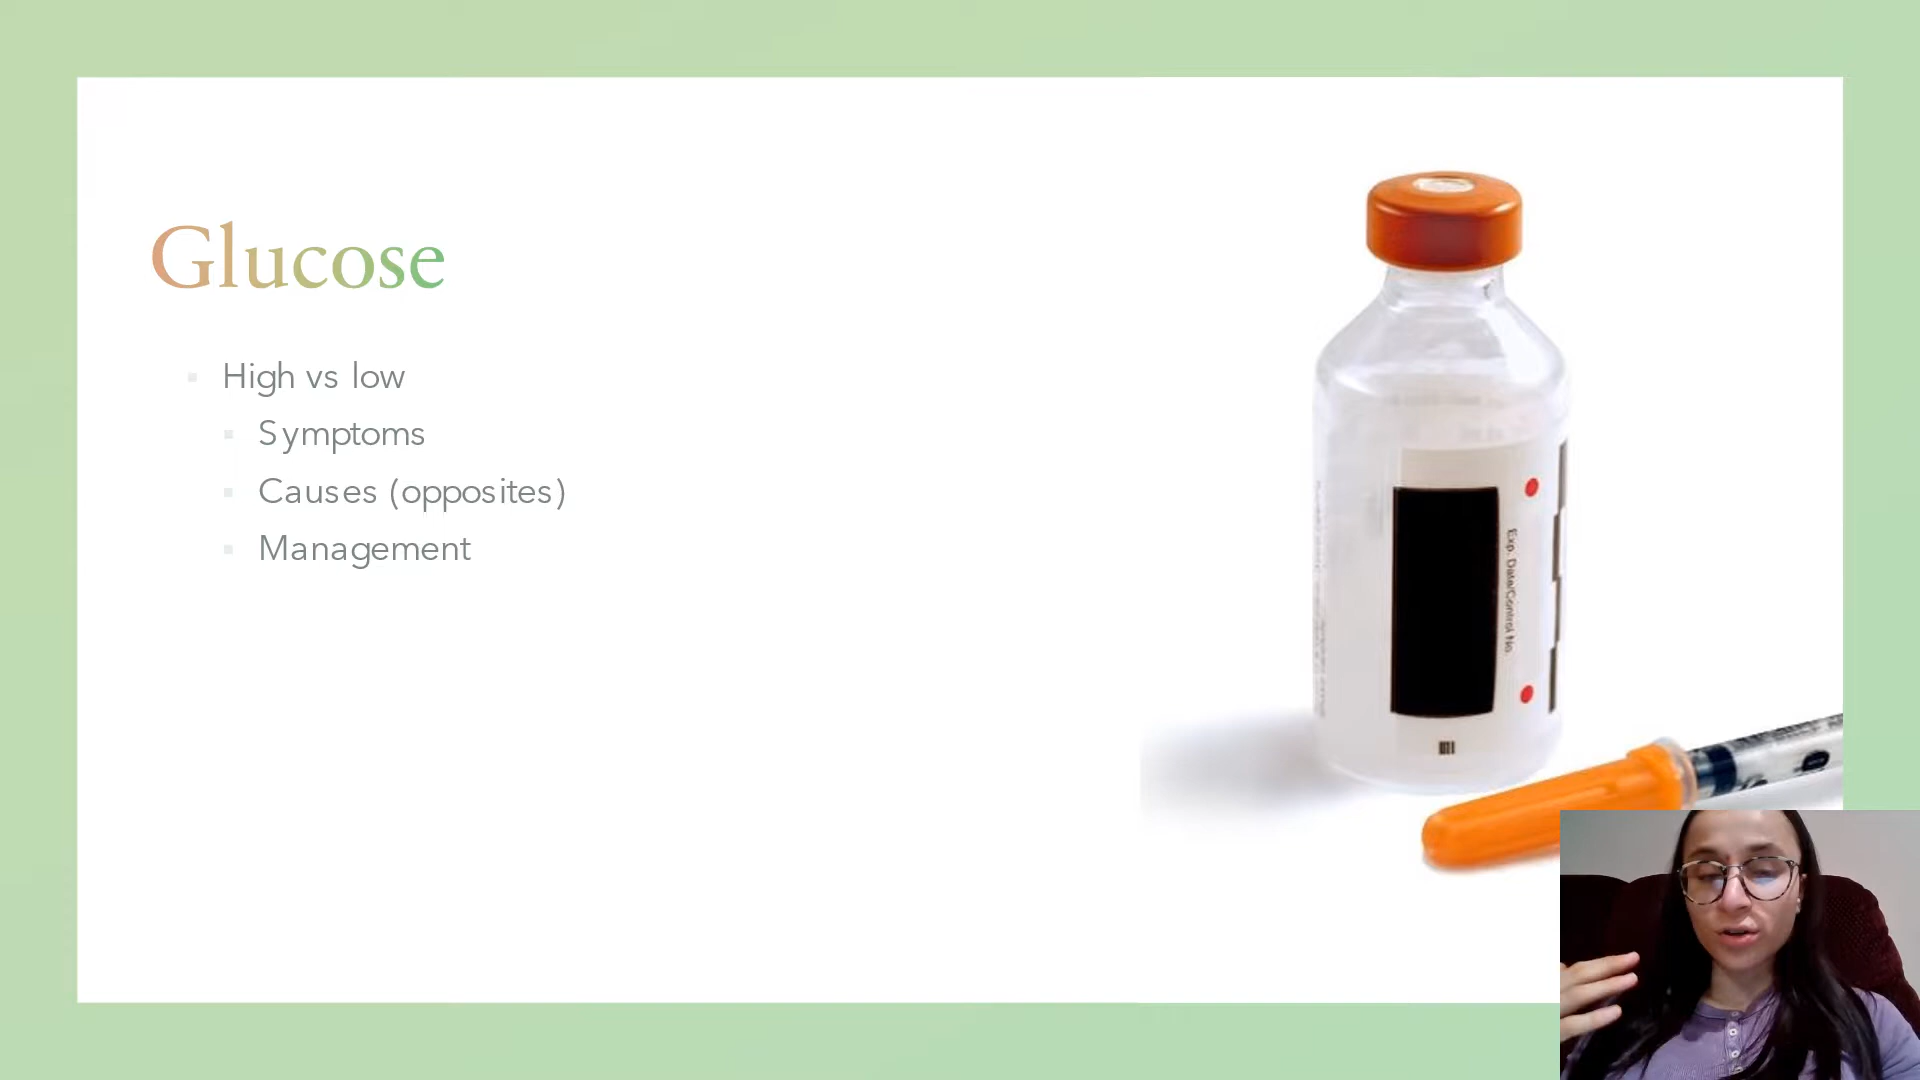 Glucose
High vs low
Symptoms
Causes (opposites)
Management
Exp. Date/Control No.